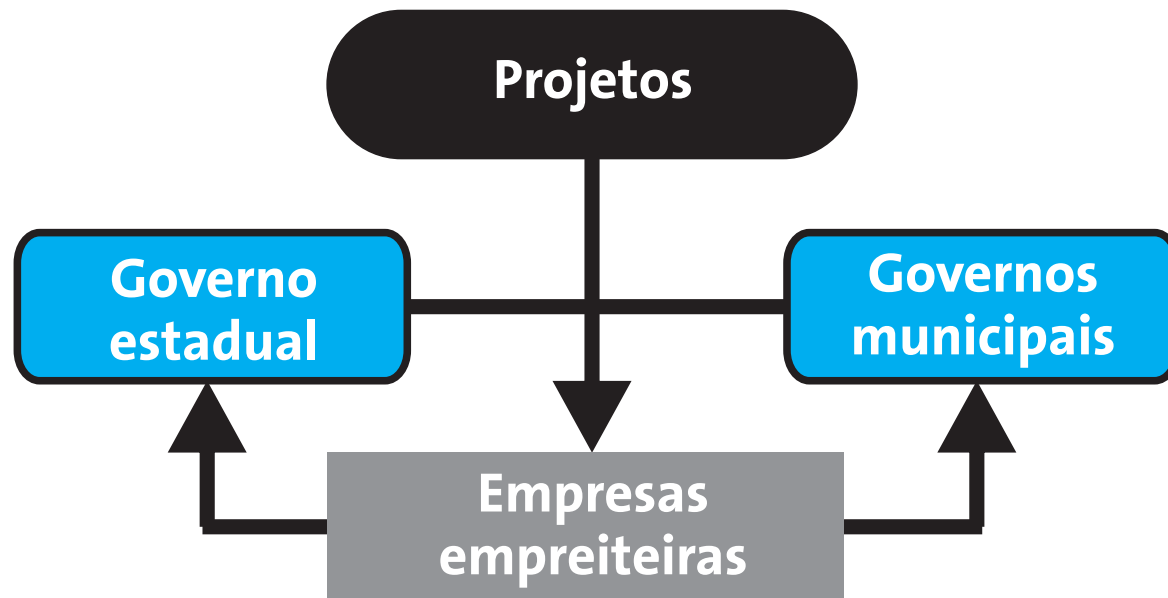 Projetos
Governo
estadual
Governos
municipais
Empresas
empreiteiras